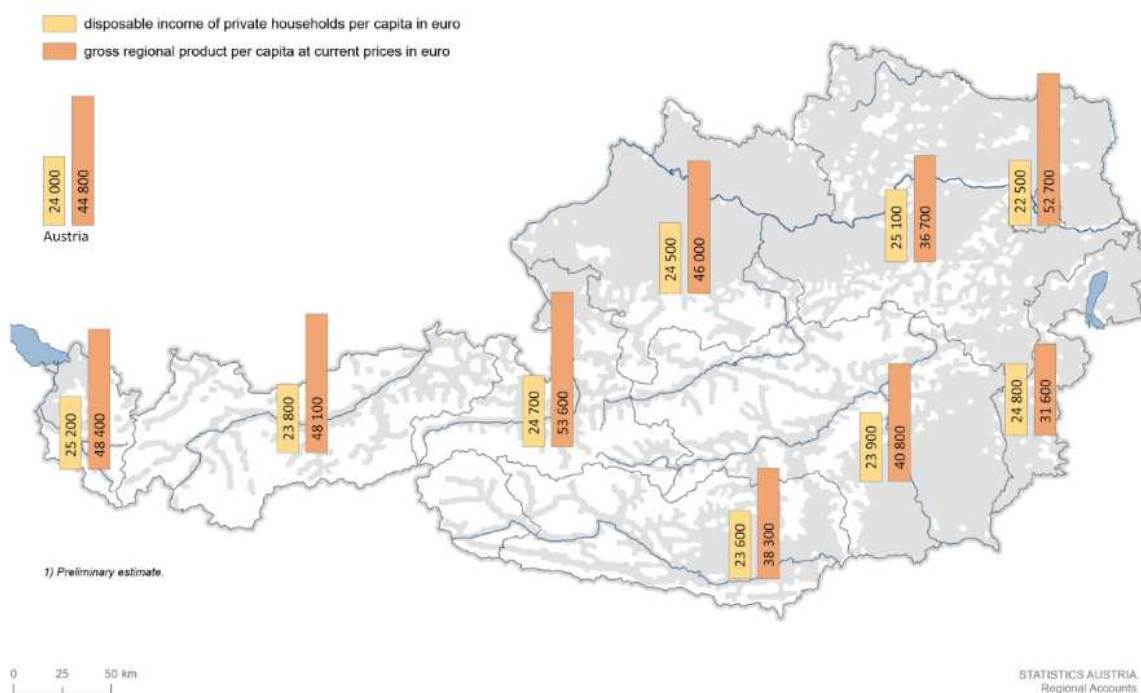 disposable income of private households per capita in euro
gross regional product per capita at current prices in euro
24 000
44 800
Austria
22 500
52 700
25 100
36 700
24 500
46 000
24 700
53 600
23 800
48 100
25 200
48 400
24 800
31 600
23 900
40 800
23 600
38 300
1) Preliminary estimate.
0 25 50 km
STATISTICS AUSTRIA
Regional Accounts.